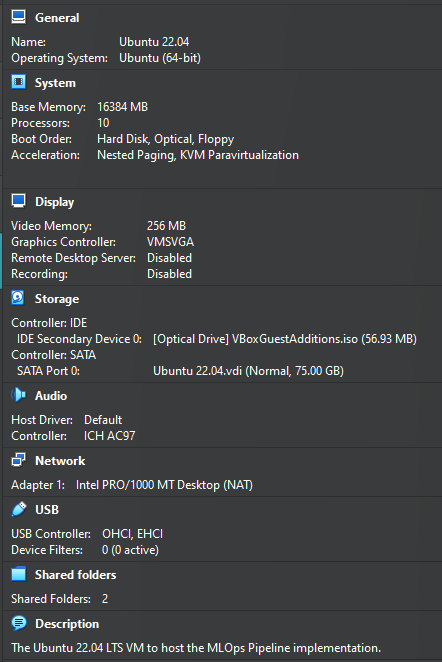 General
Name: Ubuntu 22.04
Operating System: Ubuntu (64-bit)
System
Base Memory: 16384 MB
Processors: 10
Boot Order: Hard Disk, Optical, Floppy
Acceleration: Nested Paging, KVM Paravirtualization
Display
Video Memory: 256 MB
Graphics Controller: VMSVGA
Remote Desktop Server: Disabled
Recording: Disabled
Storage
Controller: IDE
IDE Secondary Device 0: [Optical Drive] VBoxGuestAdditions.iso (56.93 MB)
Controller: SATA
SATA Port 0: Ubuntu 22.04.vdi (Normal, 75.00 GB)
Audio
Host Driver: Default
Controller: ICH AC97
Network
Adapter 1: Intel PRO/1000 MT Desktop (NAT)
USB
USB Controller: OHCI, EHCI
Device Filters: 0 (0 active)
Shared folders
Shared Folders: 2
Description
The Ubuntu 22.04 LTS VM to host the MLOps Pipeline implementation.